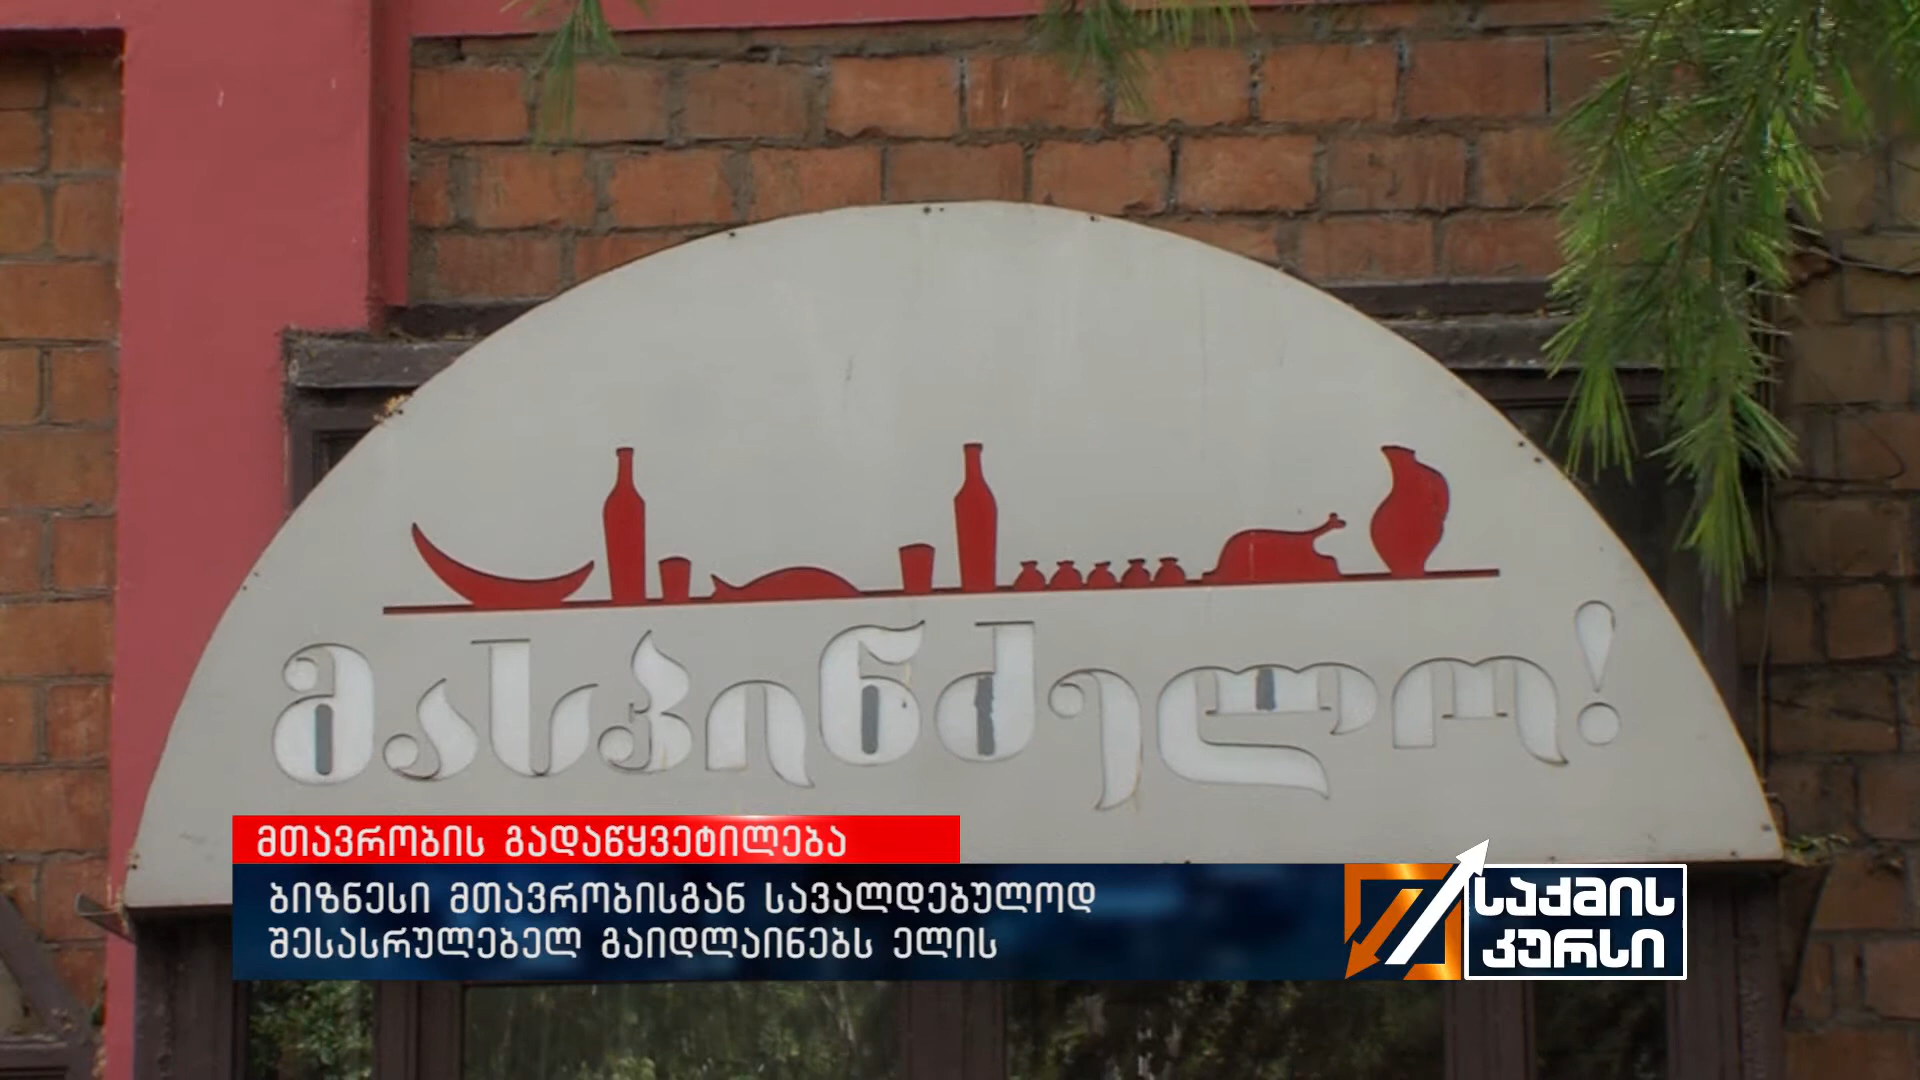 მასპინძელო!
მთავრობის გადაწყვეტილება
ბიზნესი მთავრობისგან სავალდებულოდ
შესასრულებელ გაიდლაინებს ელის
საქმის
კურსი